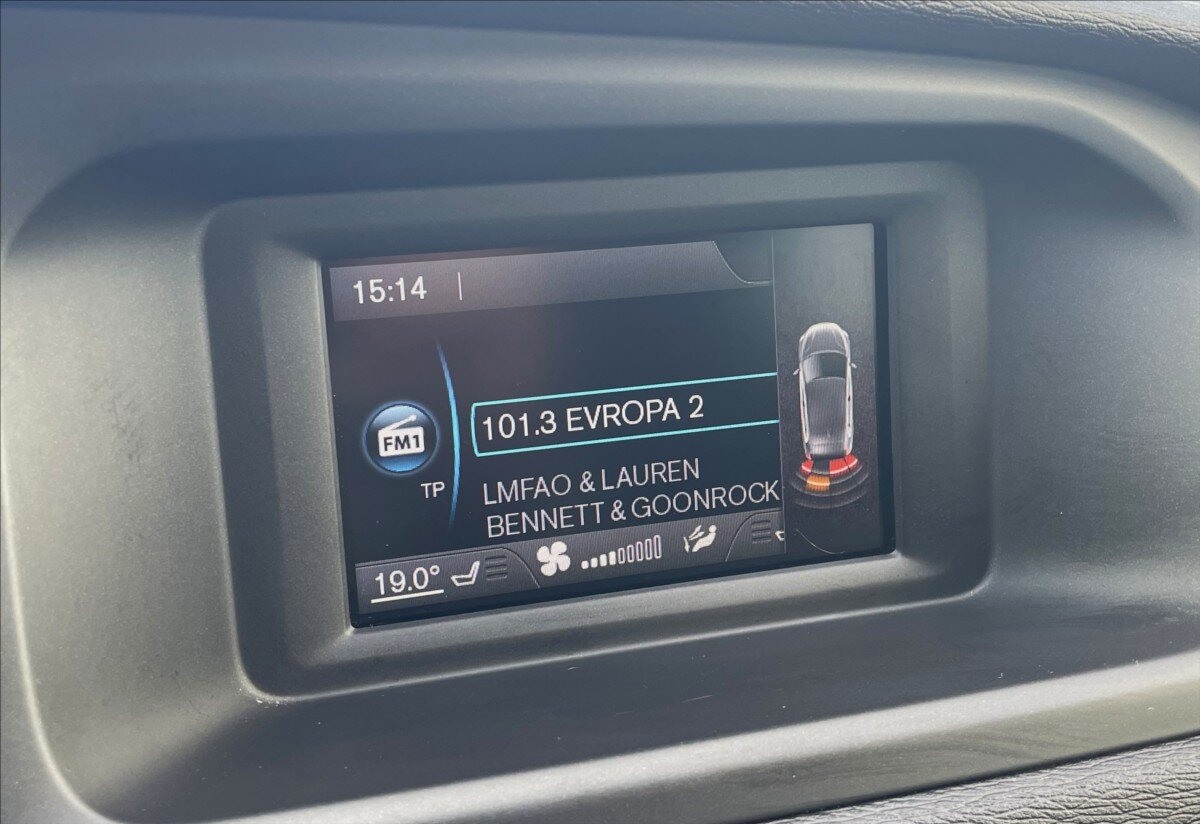 15:14
101.3 EVROPA 2
FM1
TP
LMFAO & LAUREN
BENNETT & GOONROCK
19.0°